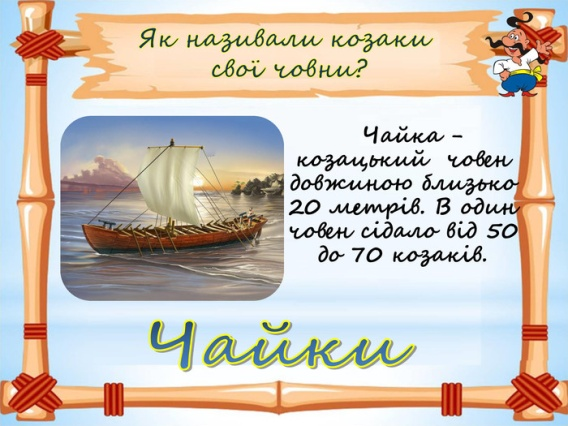 Як називали козаки
свої човни?
Чайка –
козацький човен
довжиною близько
20 метрів. В один
човен сідало від 50
до 70 козаків.
Чайки